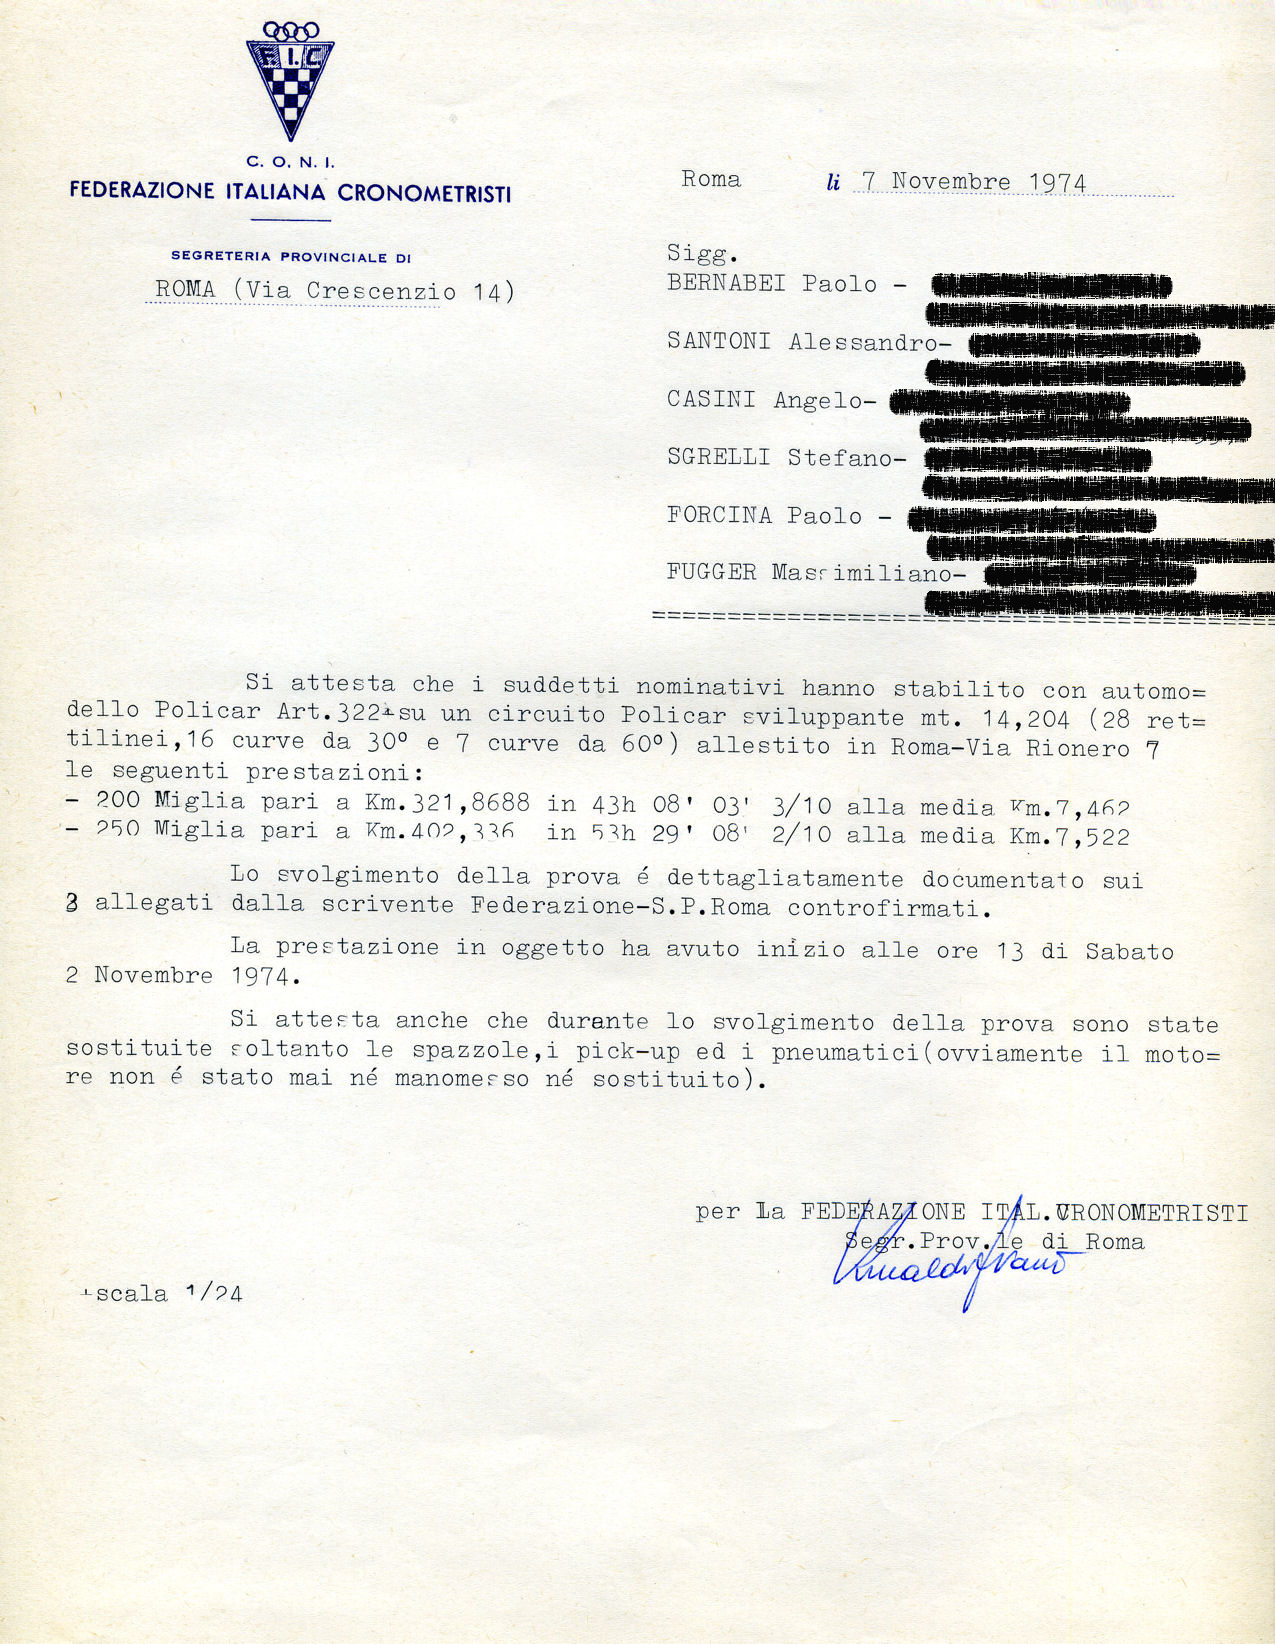 F. I. C.
C. O. N. I.
FEDERAZIONE ITALIANA CRONOMETRISTI
SEGRETERIA PROVINCIALE DI
ROMA (Via Crescenzio 14)
Roma li 7 Novembre 1974
Sigg.
BERNABEI Paolo -
SANTONI Alessandro-
CASINI Angelo-
SGRELLI Stefano-
FORCINA Paolo -
FUGGER Massimiliano-
Si attesta che i suddetti nominativi hanno stabilito con automo=
dello Policar Art.322+su un circuito Policar sviluppante mt. 14,204 (28 ret=
tilinei,16 curve da 30° e 7 curve da 60°) allestito in Roma-Via Rionero 7
le seguenti prestazioni:
- 200 Miglia pari a Km.321,8688 in 43h 08' 03' 3/10 alla media Km.7,462
- 250 Miglia pari a Km.402,336 in 53h 29' 08' 2/10 alla media Km.7,522
Lo svolgimento della prova é dettagliatamente documentato sui
3 allegati dalla scrivente Federazione-S.P.Roma controfirmati.
La prestazione in oggetto ha avuto inizio alle ore 13 di Sabato
2 Novembre 1974.
Si attesta anche che durante lo svolgimento della prova sono state
sostituite soltanto le spazzole,i pick-up ed i pneumatici(ovviamente il moto=
re non é stato mai né manomesso né sostituito).
per La FEDERAZIONE ITAL.CRONOMETRISTI
Segr.Prov.le di Roma
+scala 1/24